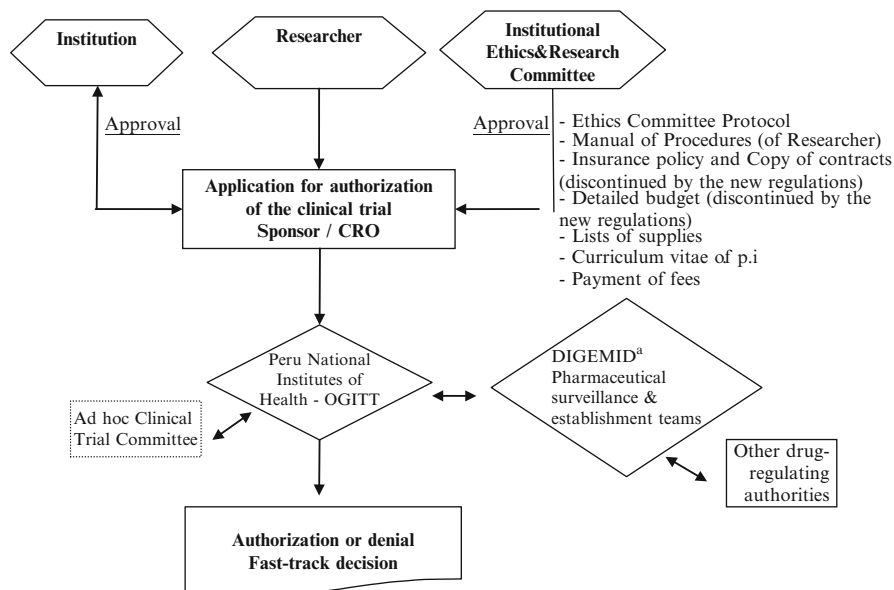 Institution
Researcher
Institutional
Ethics&Research
Committee
Approval
Approval
- Ethics Committee Protocol
- Manual of Procedures (of Researcher)
- Insurance policy and Copy of contracts
(discontinued by the new regulations)
- Detailed budget (discontinued by the
new regulations)
- Lists of supplies
- Curriculum vitae of p.i
- Payment of fees
Application for authorization
of the clinical trial
Sponsor / CRO
Peru National
Institutes of
Health - OGITT
DIGEMIDᵃ
Pharmaceutical
surveillance &
establishment teams
Ad hoc Clinical
Trial Committee
Other drug-
regulating
authorities
Authorization or denial
Fast-track decision